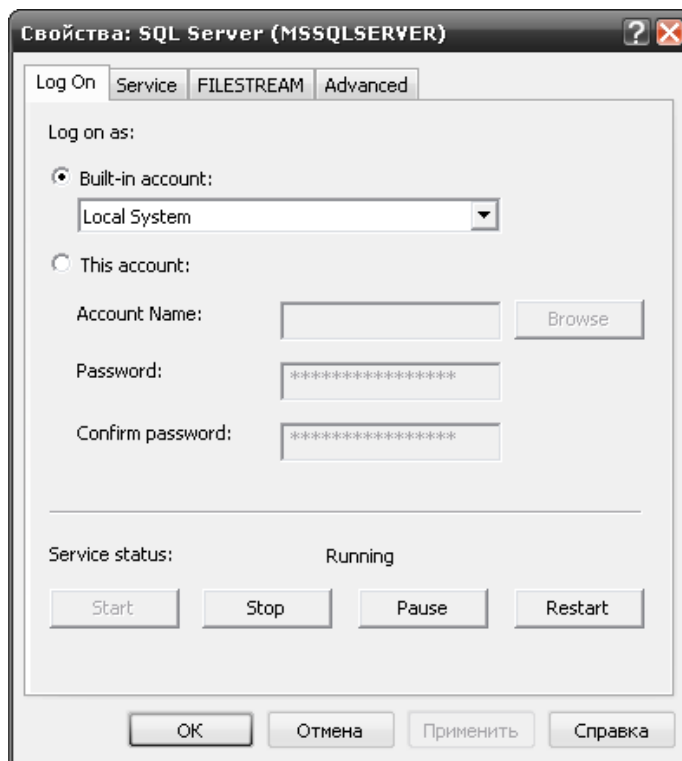 Свойства: SQL Server (MSSQLSERVER)
Log On Service FILESTREAM Advanced
Log on as:
Built-in account:
Local System
This account:
Account Name: Browse
Password: ****************
Confirm password: ****************
Service status: Running
Start Stop Pause Restart
OK Отмена Применить Справка